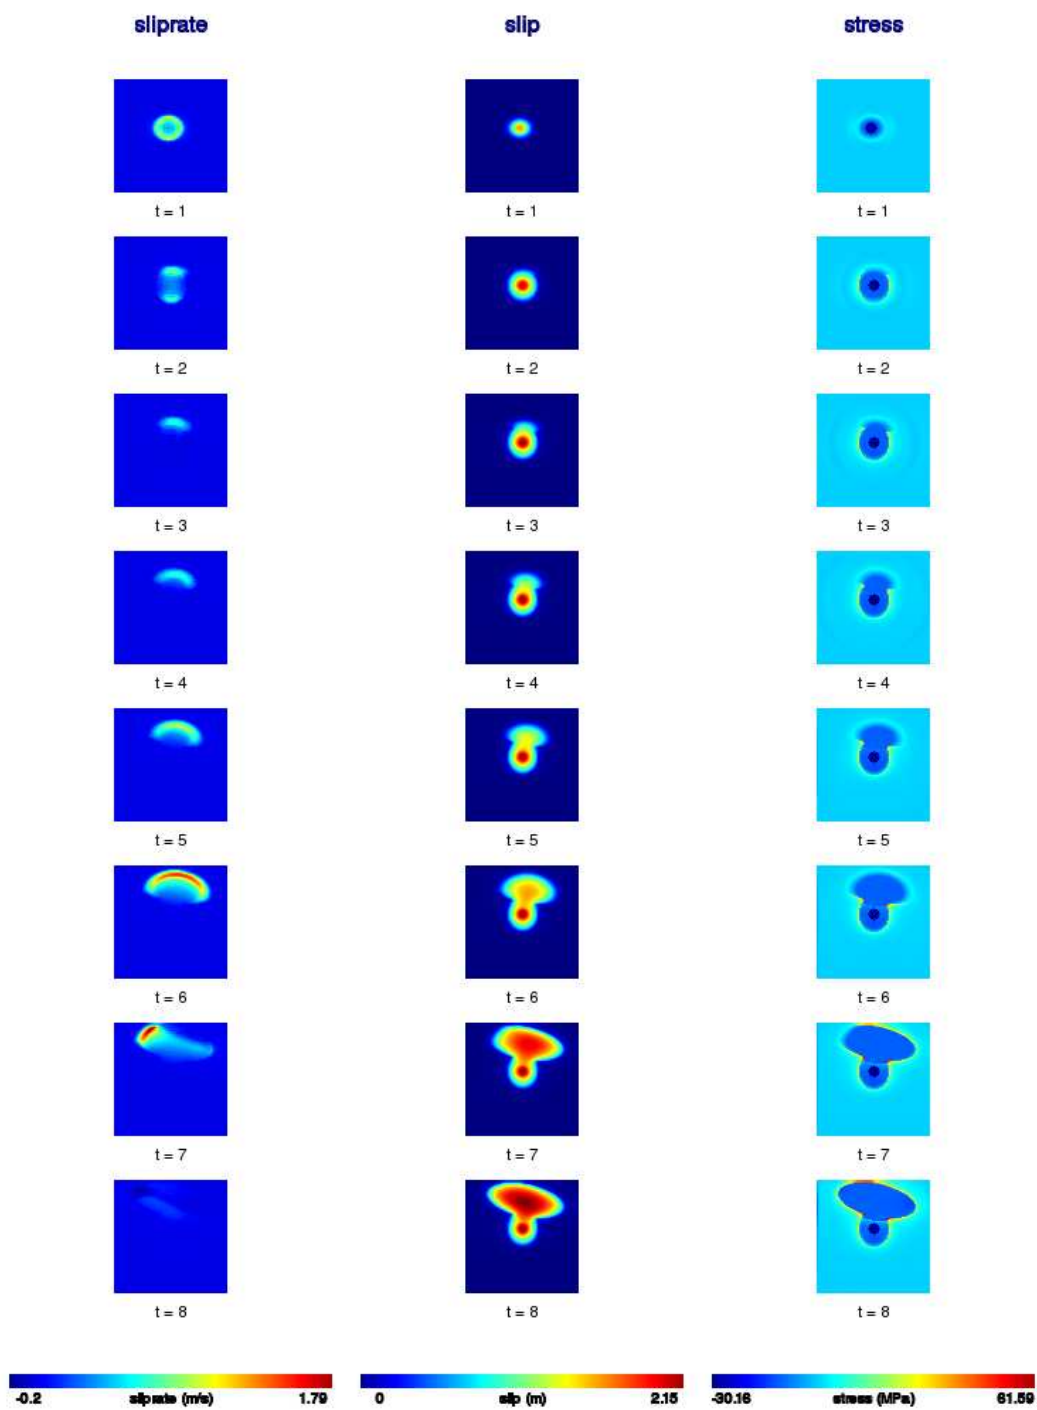 sliprate slip stress
t = 1 t = 1 t = 1
t = 2 t = 2 t = 2
t = 3 t = 3 t = 3
t = 4 t = 4 t = 4
t = 5 t = 5 t = 5
t = 6 t = 6 t = 6
t = 7 t = 7 t = 7
t = 8 t = 8 t = 8
-0.2 sliprate (m/s) 1.79 0 slip (m) 2.15 -30.16 stress (MPa) 61.59